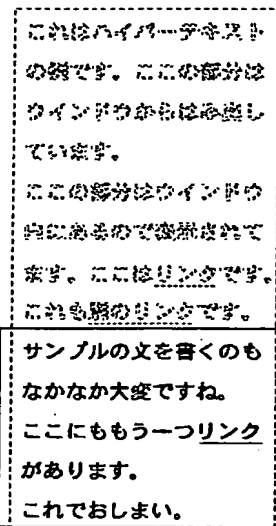 これはハイパーテキスト
の例です。ここの部分は
ウインドウからはみ出し
ています。
ここの部分はウインドウ
内にあるので表示されて
ます。ここはリンクです。
これも別のリンクです。
サンプルの文を書くのも
なかなか大変ですね。
ここにももう一つリンク
があります。
これでおしまい。